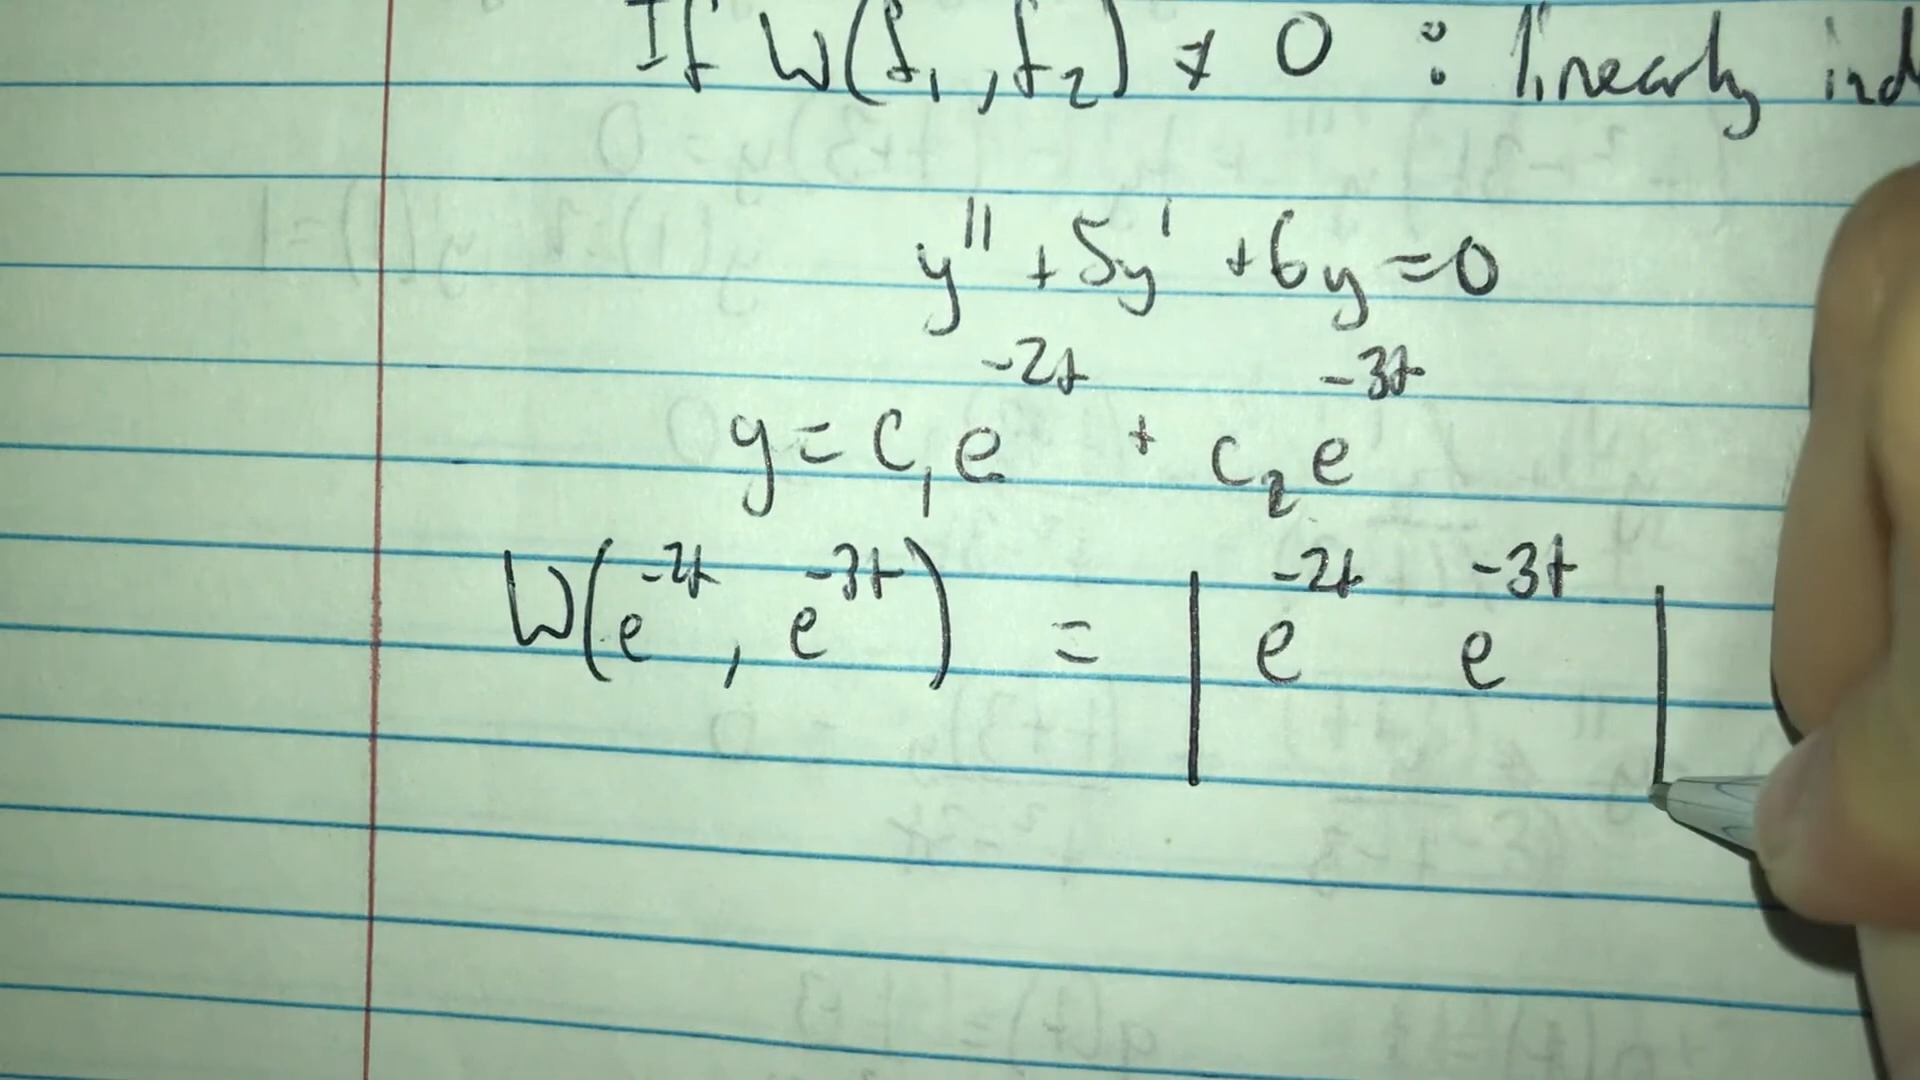 If W(f₁, f₂) ≠ 0 : linearly ind
y'' + 5y' + 6y = 0
y = c₁e^{-2t} + c₂e^{-3t}
W(e^{-2t}, e^{-3t}) = | e^{-2t} e^{-3t} |